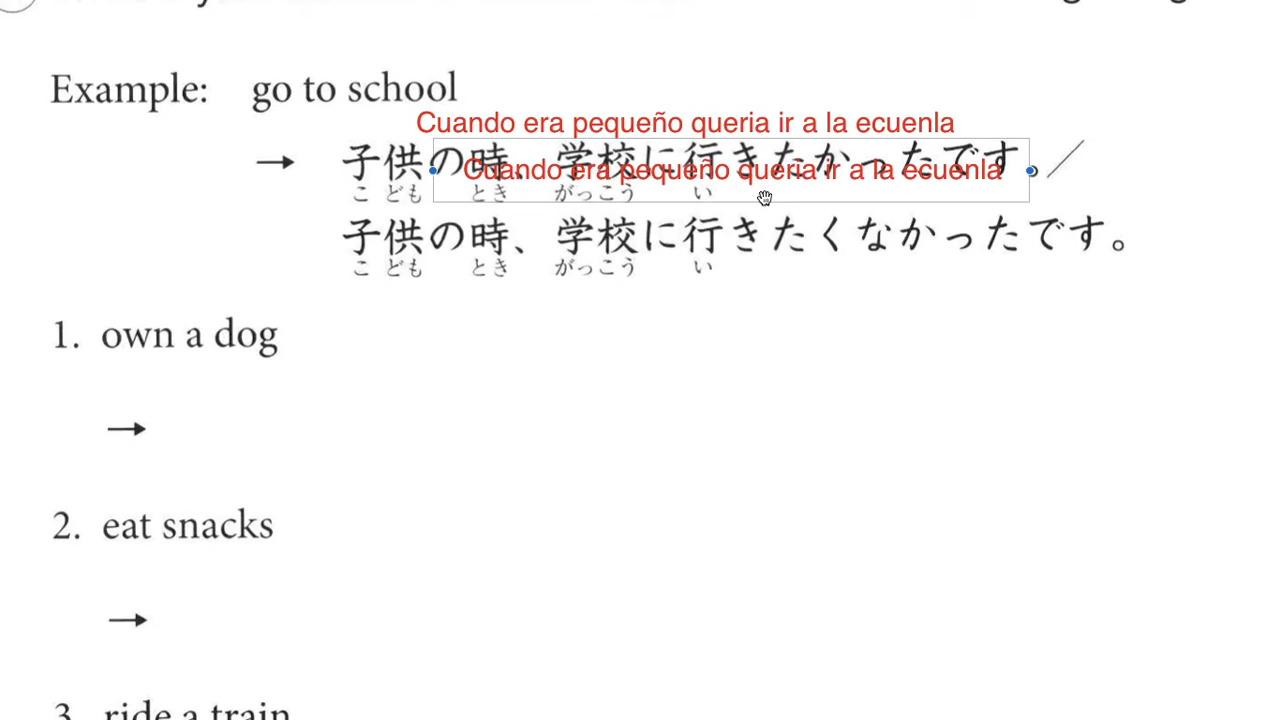 Example: go to school
Cuando era pequeño queria ir a la ecuenla
→ 子供の時、学校に行きたかったです。／
Cuando era pequeño queria ir a la ecuenla
こ ども とき がっこう い
子供の時、学校に行きたくなかったです。
こ ども とき がっこう い
1. own a dog
→
2. eat snacks
→
3. ride a train